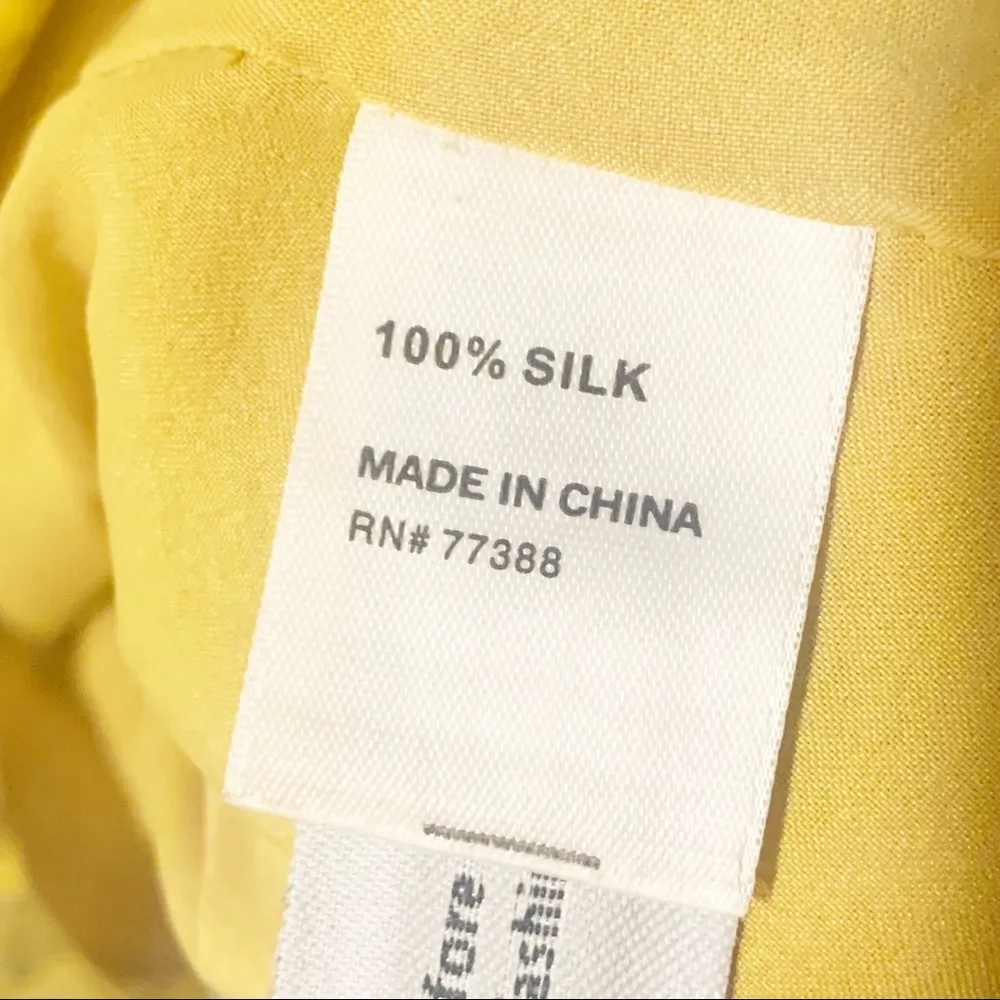 100% SILK
MADE IN CHINA
RN# 77388